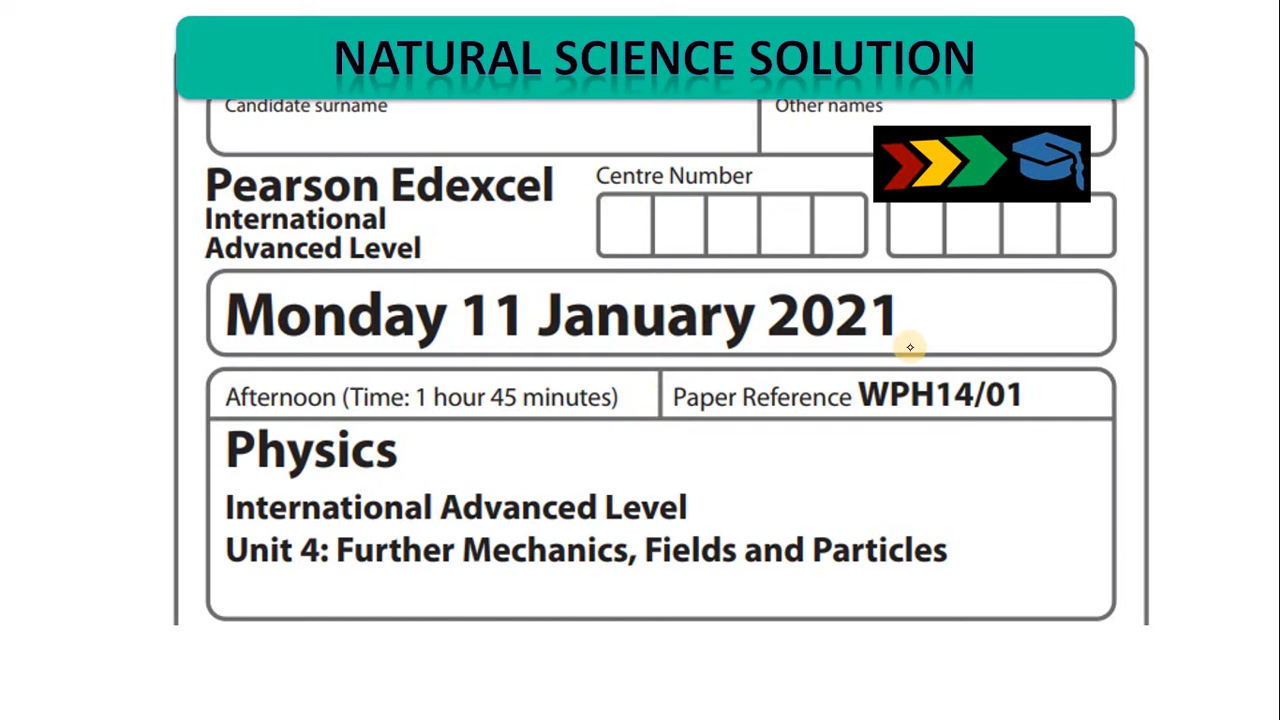 NATURAL SCIENCE SOLUTION
Candidate surname
Other names
Pearson Edexcel
International
Advanced Level
Centre Number
Monday 11 January 2021
Afternoon (Time: 1 hour 45 minutes)
Paper Reference WPH14/01
Physics
International Advanced Level
Unit 4: Further Mechanics, Fields and Particles